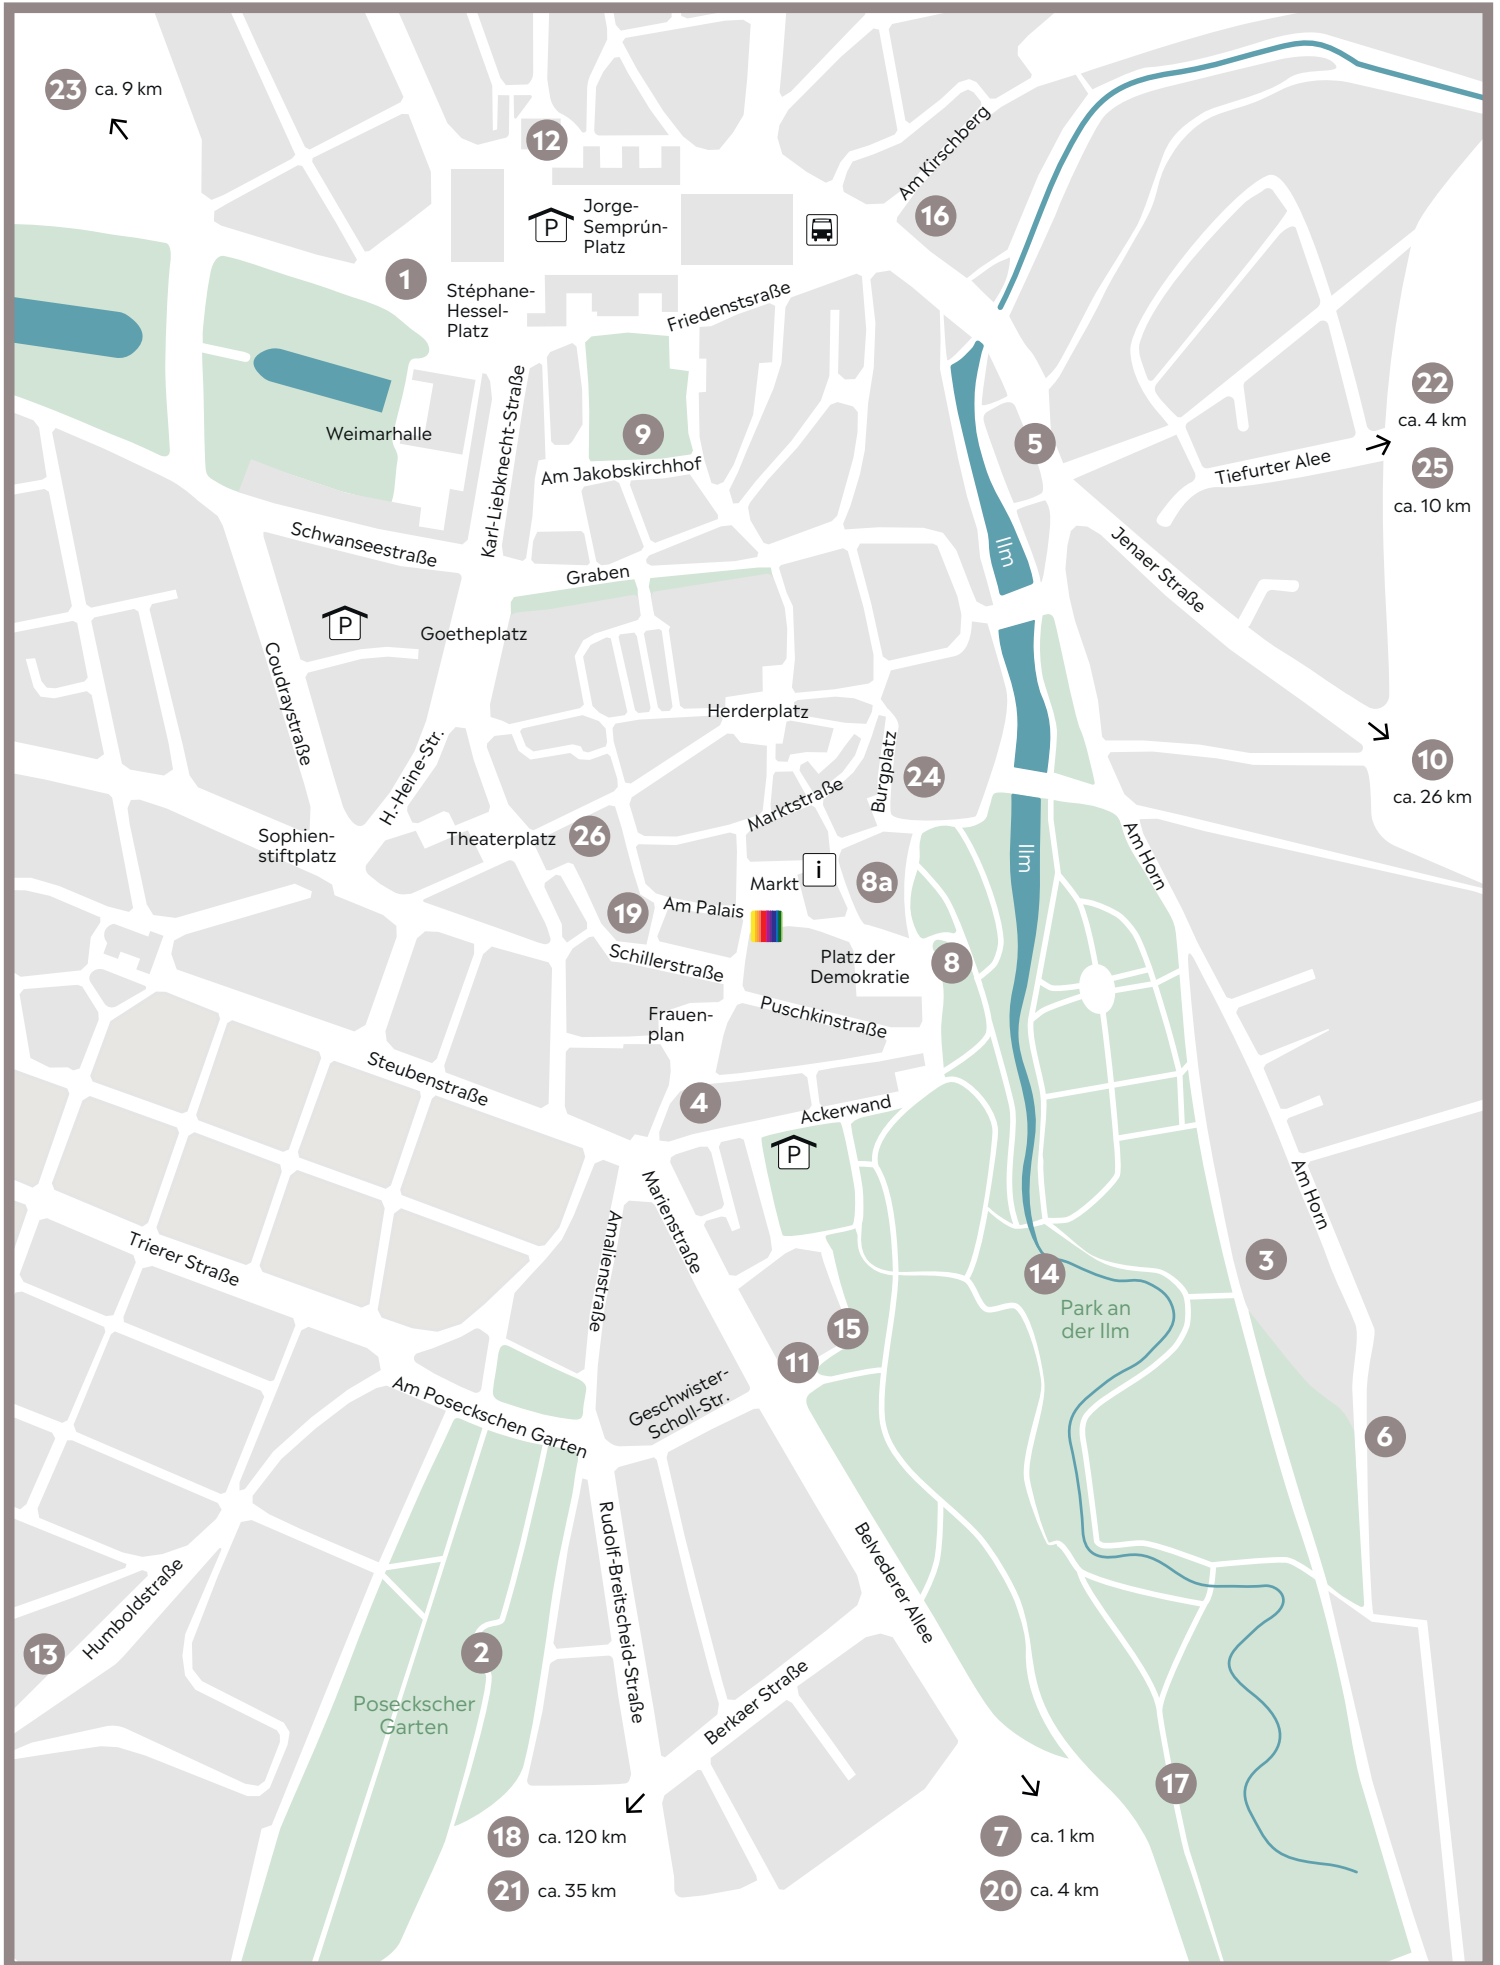 23 ca. 9 km
12
Am Kirschberg
16
P
Jorge-
Semprún-
Platz
1
Stéphane-
Hessel-
Platz
Friedenstsraße
Weimarhalle
Karl-Liebknecht-Straße
9
Am Jakobskirchhof
5
22
ca. 4 km
25
ca. 10 km
Tiefurter Alee
Schwanseestraße
Graben
Ilm
Jenaer Straße
P
Goetheplatz
Coudraystraße
H.-Heine-Str.
Herderplatz
Burgplatz
24
10
ca. 26 km
Marktstraße
Sophien-
stiftplatz
Theaterplatz
26
Ilm
Am Horn
Markt
i
8a
19
Am Palais
Schillerstraße
Platz der
Demokratie
8
Frauen-
plan
Puschkinstraße
Steubenstraße
4
Ackerwand
P
Marienstraße
Am Horn
Trierer Straße
Amalienstraße
3
14
Park an
der Ilm
15
11
Geschwister-
Scholl-Str.
Am Poseckschen Garten
6
Rudolf-Breitscheid-Straße
Belvederer Allee
Humboldstraße
13
2
Poseckscher
Garten
Berkaer Straße
17
18 ca. 120 km
21 ca. 35 km
7 ca. 1 km
20 ca. 4 km